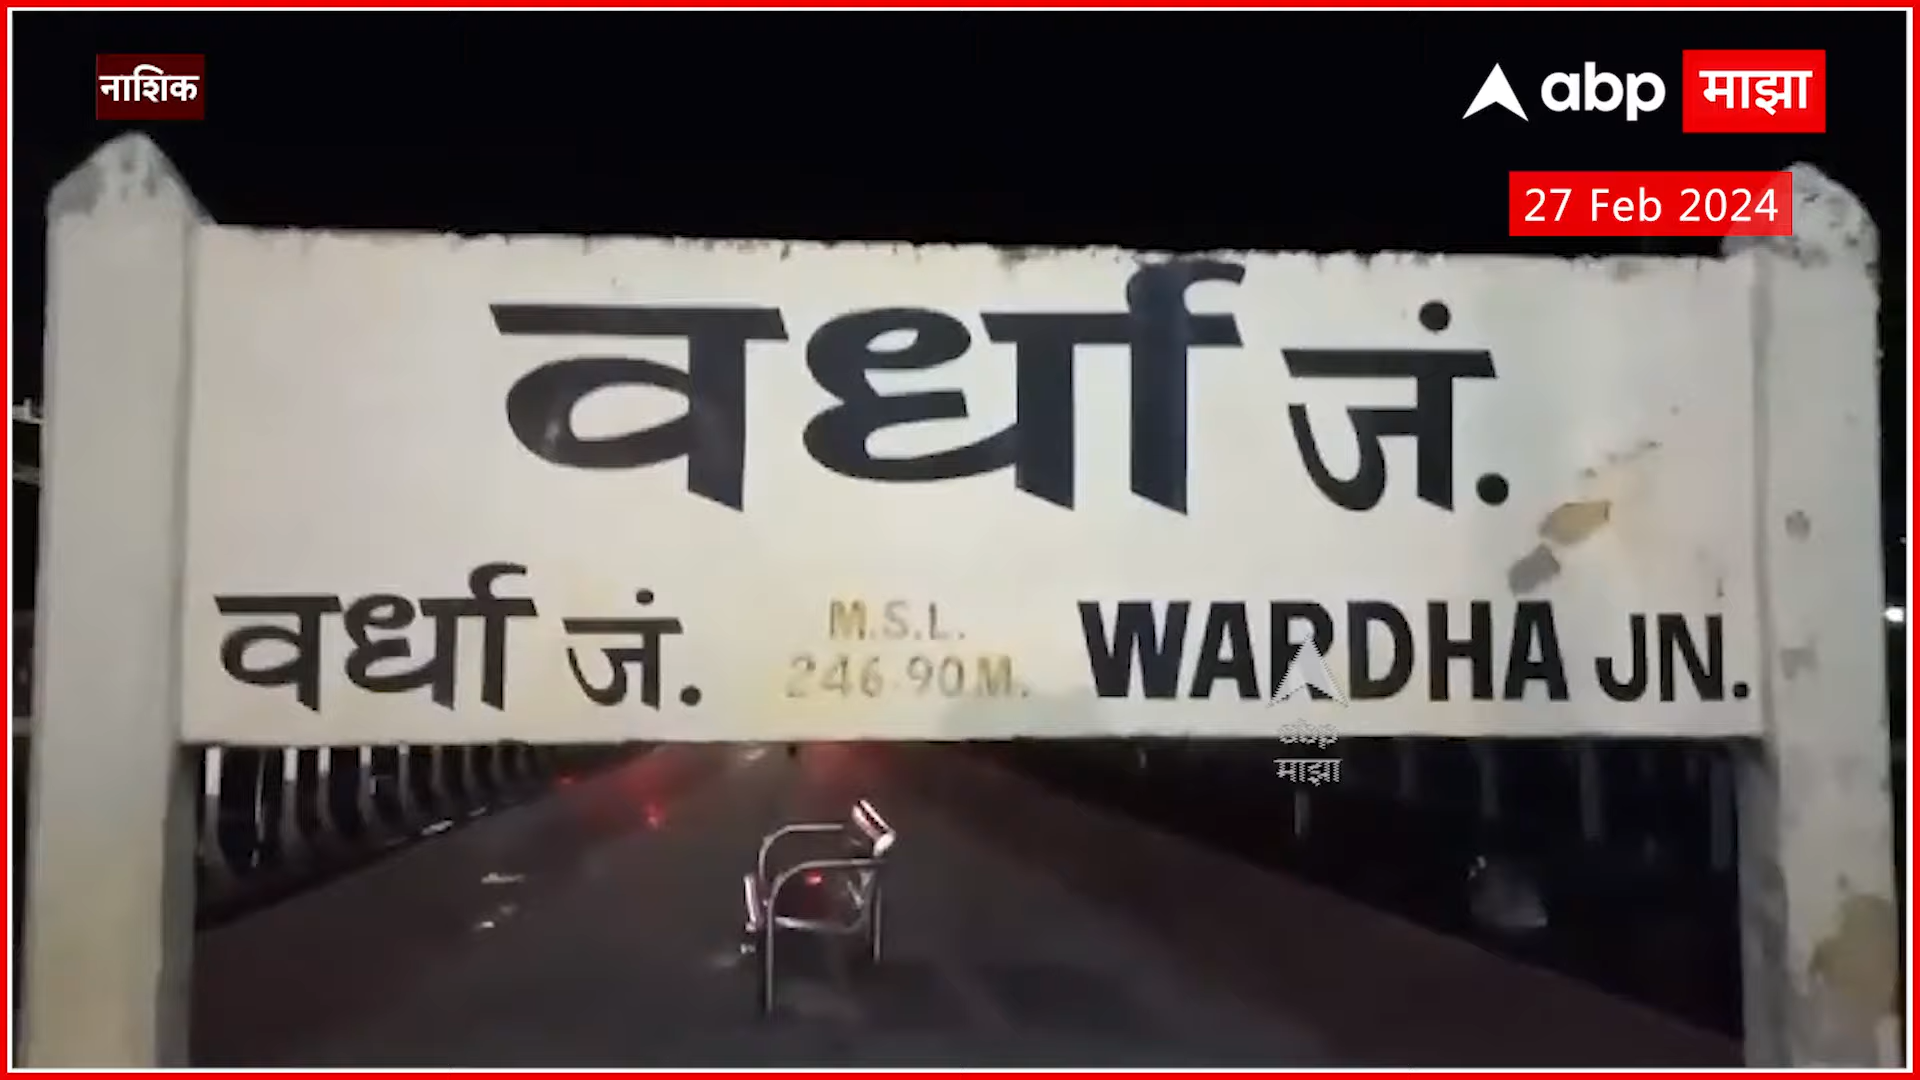 नाशिक
abp माझा
27 Feb 2024
वर्धा जं.
वर्धा जं.
M.S.L.
246.90M.
WARDHA JN.
abp
माझा